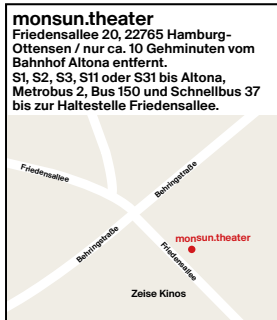 monsun.theater
Friedensallee 20, 22765 Hamburg-
Ottensen / nur ca. 10 Gehminuten vom
Bahnhof Altona entfernt.
S1, S2, S3, S11 oder S31 bis Altona,
Metrobus 2, Bus 150 und Schnellbus 37
bis zur Haltestelle Friedensallee.
Friedensallee
Behringstraße
monsun.theater
Behringstraße
Friedensallee
Zeise Kinos